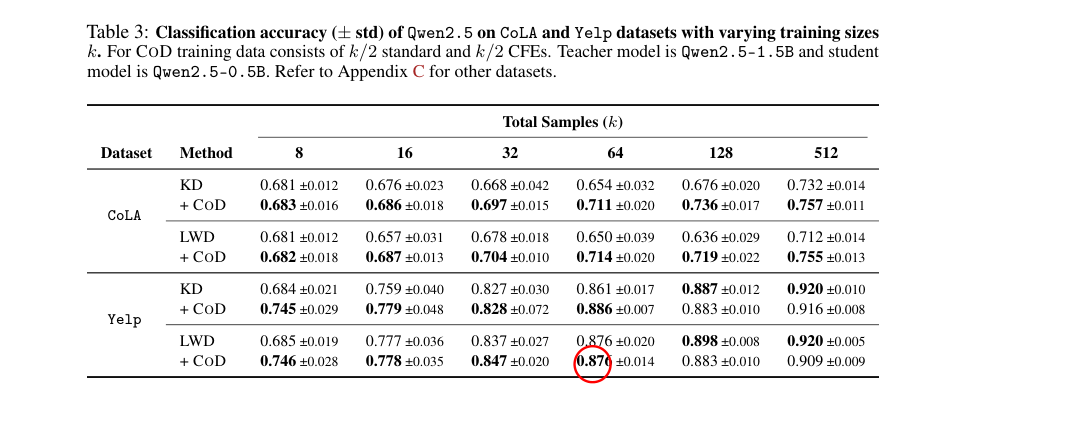 Table 3: Classification accuracy (± std) of Qwen2.5 on CoLA and Yelp datasets with varying training sizes
k. For CoD training data consists of k/2 standard and k/2 CFEs. Teacher model is Qwen2.5-1.5B and student
model is Qwen2.5-0.5B. Refer to Appendix C for other datasets.
Total Samples (k)
Dataset Method 8 16 32 64 128 512
CoLA
KD 0.681 ±0.012 0.676 ±0.023 0.668 ±0.042 0.654 ±0.032 0.676 ±0.020 0.732 ±0.014
+ CoD 0.683 ±0.016 0.686 ±0.018 0.697 ±0.015 0.711 ±0.020 0.736 ±0.017 0.757 ±0.011
LWD 0.681 ±0.012 0.657 ±0.031 0.678 ±0.018 0.650 ±0.039 0.636 ±0.029 0.712 ±0.014
+ CoD 0.682 ±0.018 0.687 ±0.013 0.704 ±0.010 0.714 ±0.020 0.719 ±0.022 0.755 ±0.013
Yelp
KD 0.684 ±0.021 0.759 ±0.040 0.827 ±0.030 0.861 ±0.017 0.887 ±0.012 0.920 ±0.010
+ CoD 0.745 ±0.029 0.779 ±0.048 0.828 ±0.072 0.886 ±0.007 0.883 ±0.010 0.916 ±0.008
LWD 0.685 ±0.019 0.777 ±0.036 0.837 ±0.027 0.876 ±0.020 0.898 ±0.008 0.920 ±0.005
+ CoD 0.746 ±0.028 0.778 ±0.035 0.847 ±0.020 0.876 ±0.014 0.883 ±0.010 0.909 ±0.009